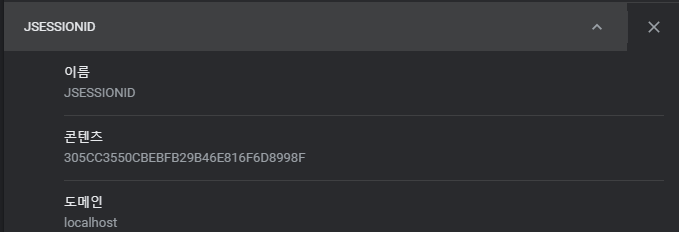 JSESSIONID
이름
JSESSIONID
콘텐츠
305CC3550CBEBFB29B46E816F6D8998F
도메인
localhost